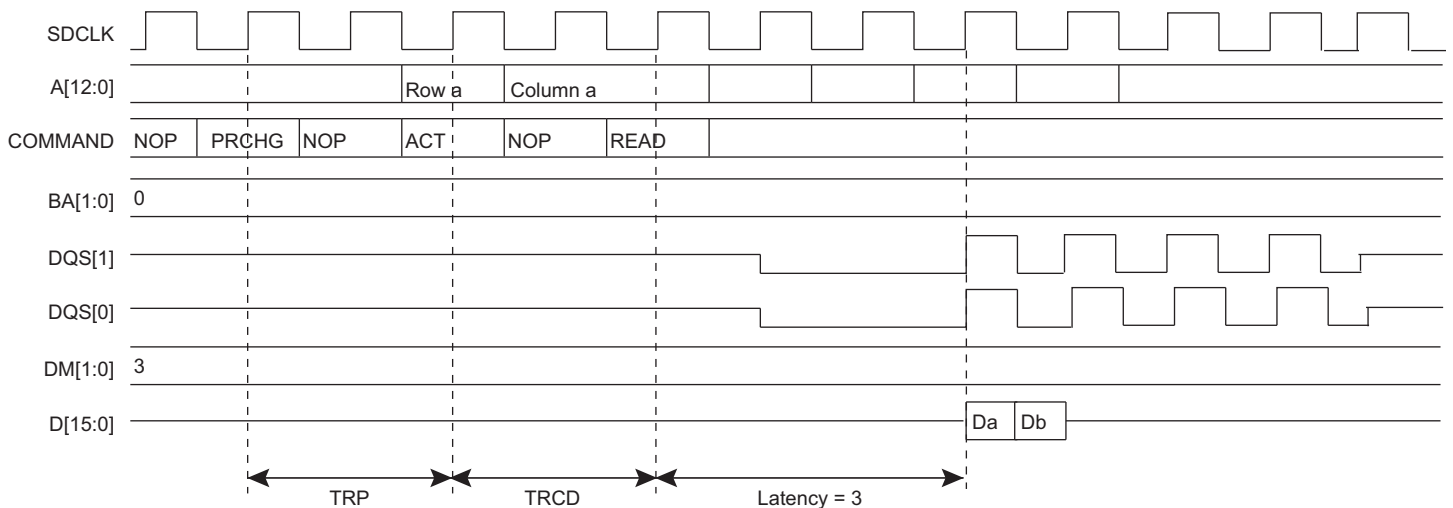 SDCLK
A[12:0] Row a Column a
COMMAND NOP PRCHG NOP ACT NOP READ
BA[1:0] 0
DQS[1]
DQS[0]
DM[1:0] 3
D[15:0] Da Db
TRP TRCD Latency = 3